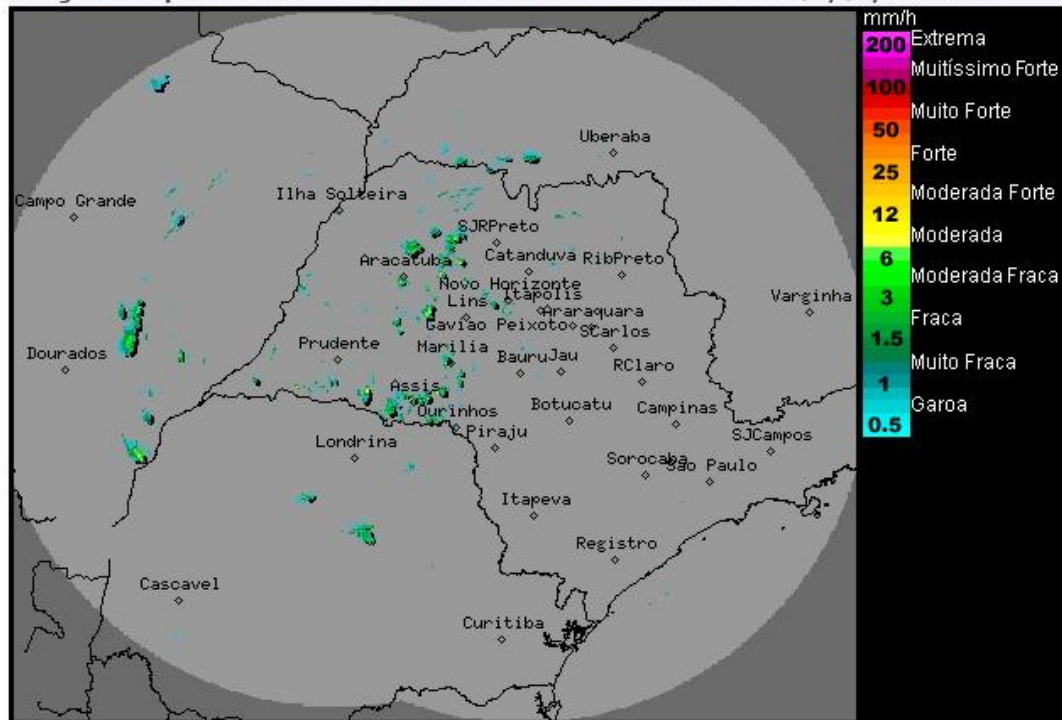 mm/h
200 Extrema
Muitíssimo Forte
100
Muito Forte
50
Forte
25
Moderada Forte
12
Moderada
6
Moderada Fraca
3
Fraca
1.5
Muito Fraca
1
Garoa
0.5
Uberaba
Campo Grande
Ilha Solteira
SJRPreto
Aracatuba
Catanduva
RibPreto
Novo Horizonte
Lins
Itapolis
Varginha
Araraquara
Gaviao Peixoto
SCarlos
Dourados
Prudente
Marilia
Bauru
Jau
RClaro
Assis
Ourinhos
Botucatu
Campinas
Londrina
Piraju
SJCampos
Sorocaba
Sao Paulo
Itapeva
Registro
Cascavel
Curitiba